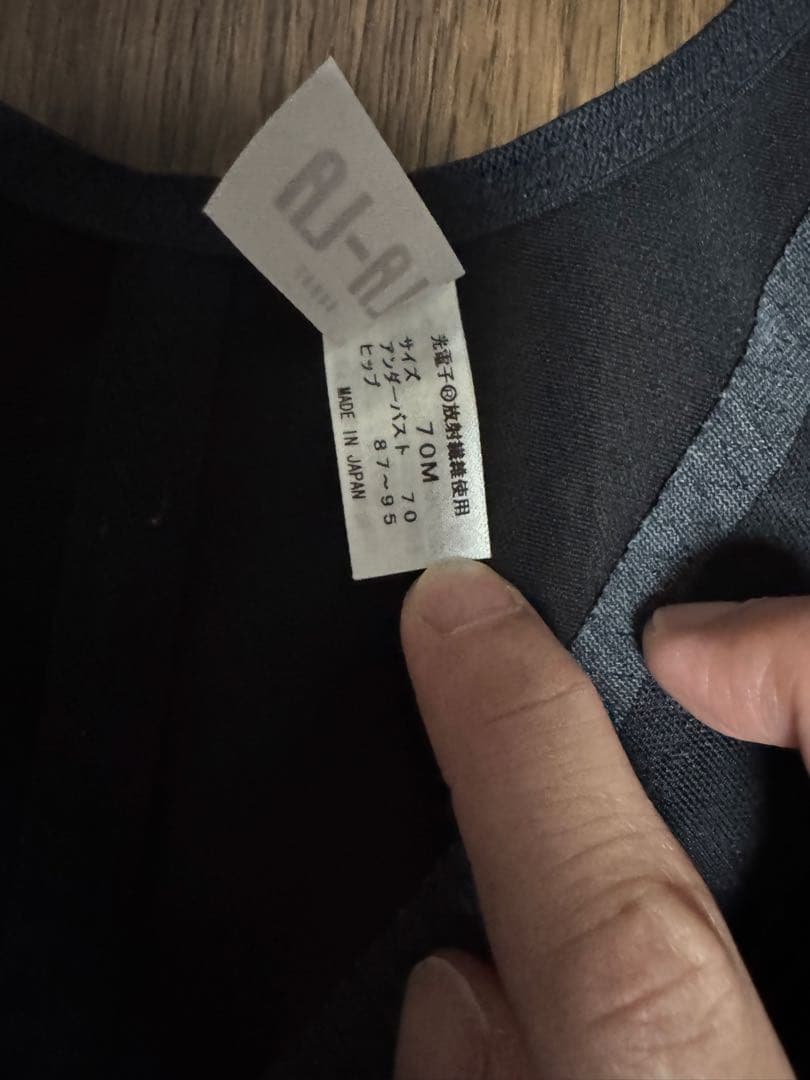 光電子®放射繊維使用
サイズ 70M
アンダーバスト 70
ヒップ 87~95
MADE IN JAPAN